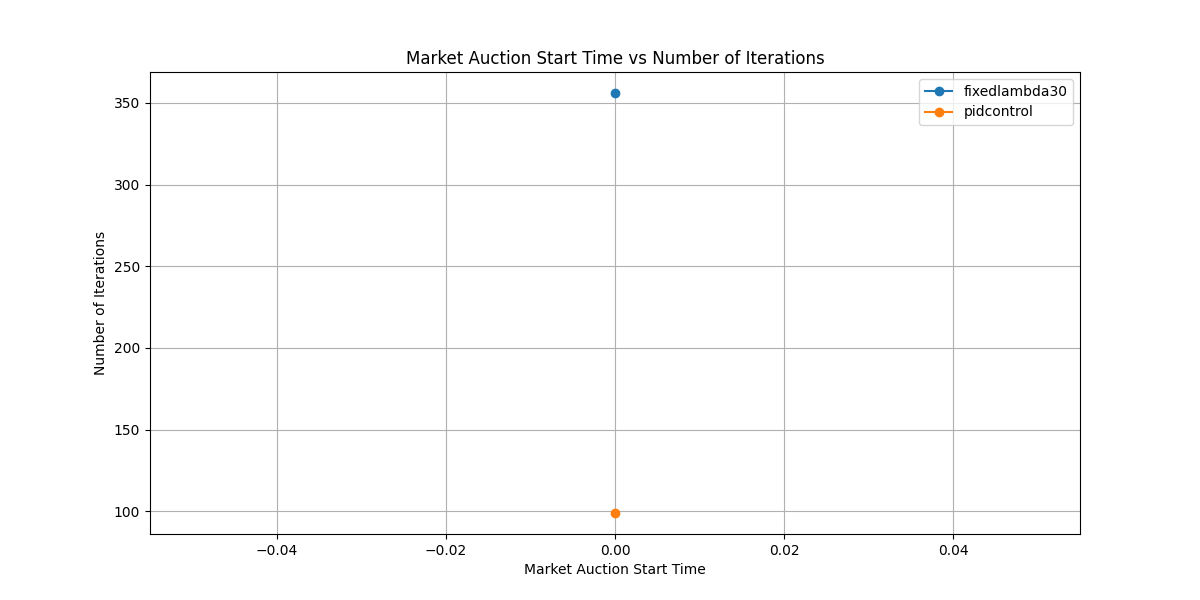 Market Auction Start Time vs Number of Iterations
fixedlambda30
pidcontrol
Number of Iterations
350
300
250
200
150
100
−0.04
−0.02
0.00
0.02
0.04
Market Auction Start Time